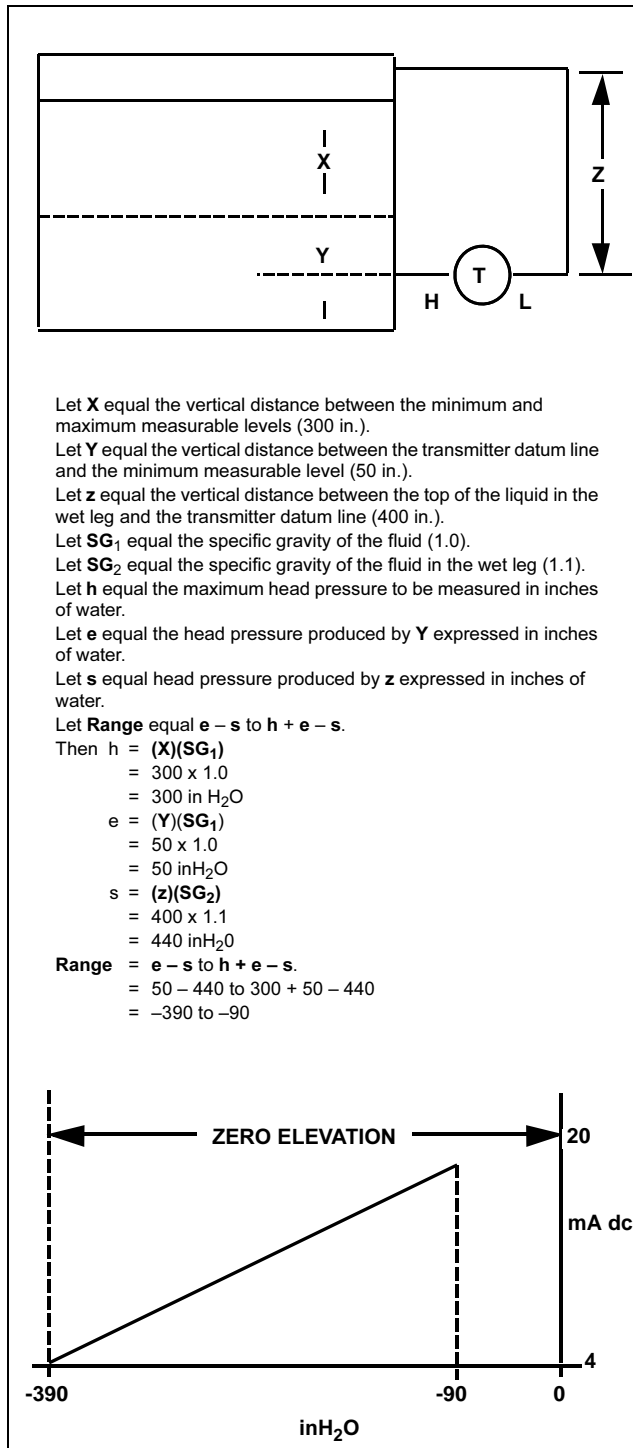 X
Z
Y
T
H
L
Let X equal the vertical distance between the minimum and
maximum measurable levels (300 in.).
Let Y equal the vertical distance between the transmitter datum line
and the minimum measurable level (50 in.).
Let z equal the vertical distance between the top of the liquid in the
wet leg and the transmitter datum line (400 in.).
Let SG₁ equal the specific gravity of the fluid (1.0).
Let SG₂ equal the specific gravity of the fluid in the wet leg (1.1).
Let h equal the maximum head pressure to be measured in inches
of water.
Let e equal the head pressure produced by Y expressed in inches
of water.
Let s equal head pressure produced by z expressed in inches of
water.
Let Range equal e – s to h + e – s.
Then h = (X)(SG₁)
= 300 x 1.0
= 300 in H₂O
e = (Y)(SG₁)
= 50 x 1.0
= 50 inH₂O
s = (z)(SG₂)
= 400 x 1.1
= 440 inH₂0
Range = e – s to h + e – s.
= 50 – 440 to 300 + 50 – 440
= –390 to –90
ZERO ELEVATION
20
mA dc
4
-390
-90
0
inH₂O